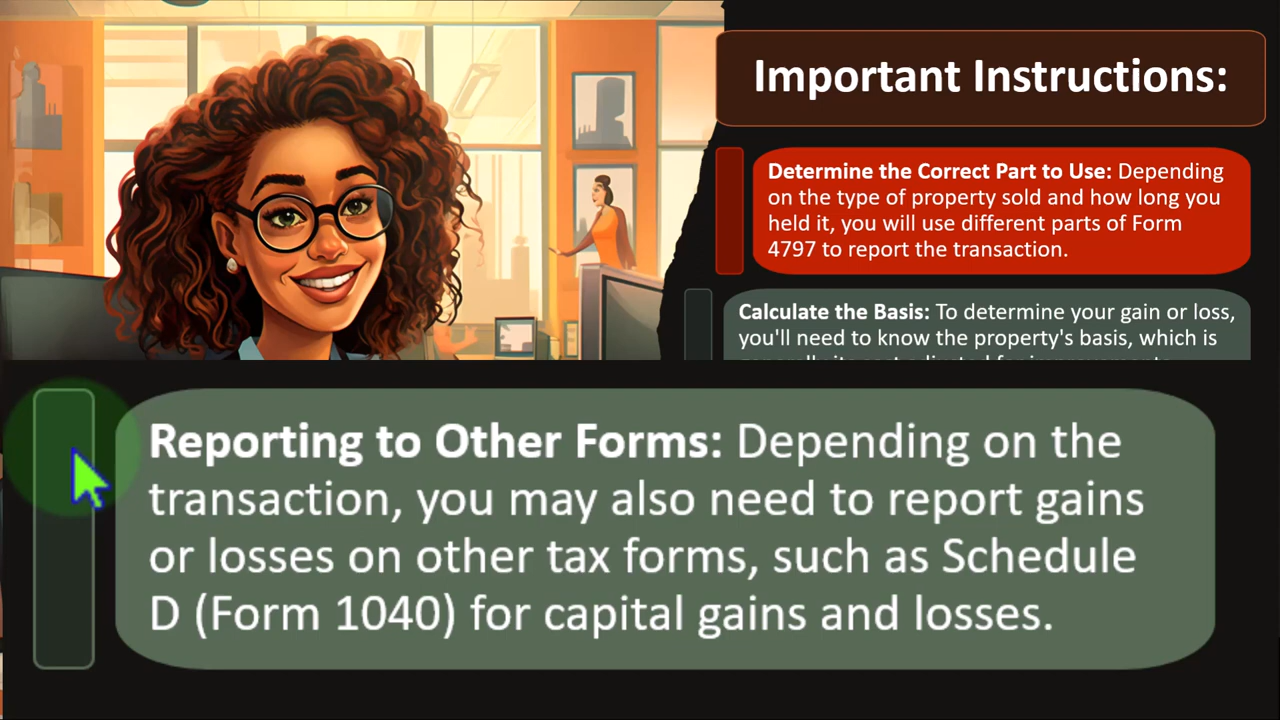 Important Instructions:
Determine the Correct Part to Use: Depending
on the type of property sold and how long you
held it, you will use different parts of Form
4797 to report the transaction.
Calculate the Basis: To determine your gain or loss,
you'll need to know the property's basis, which is
Reporting to Other Forms: Depending on the
transaction, you may also need to report gains
or losses on other tax forms, such as Schedule
D (Form 1040) for capital gains and losses.